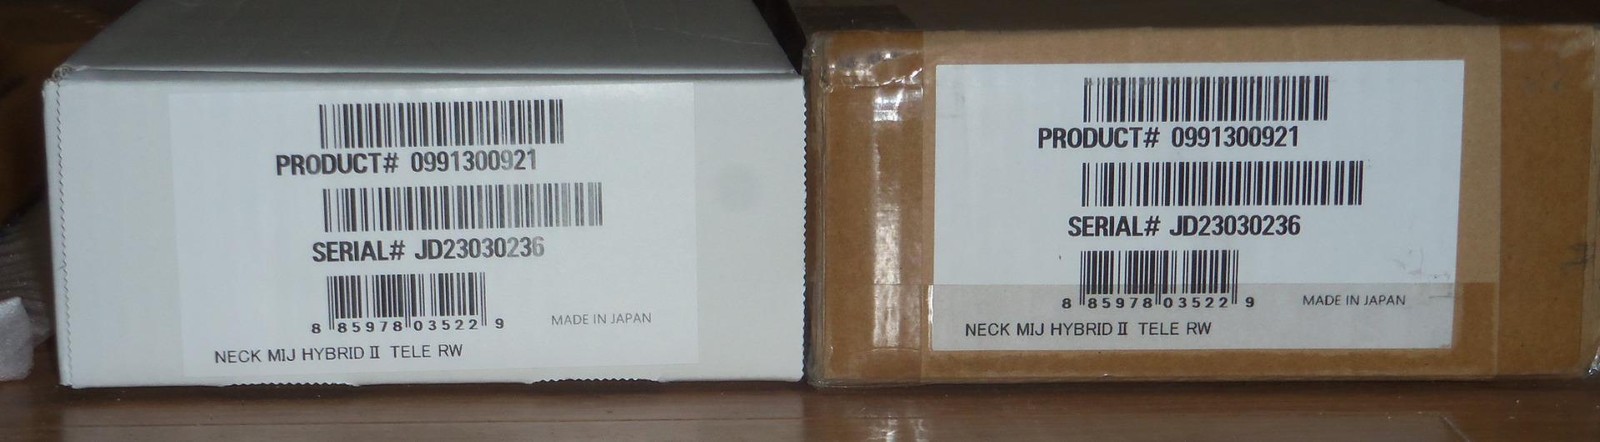 PRODUCT# 0991300921
SERIAL# JD23030236
8 85978 03522 9
MADE IN JAPAN
NECK MIJ HYBRID II TELE RW
PRODUCT# 0991300921
SERIAL# JD23030236
8 85978 03522 9
MADE IN JAPAN
NECK MIJ HYBRID II TELE RW